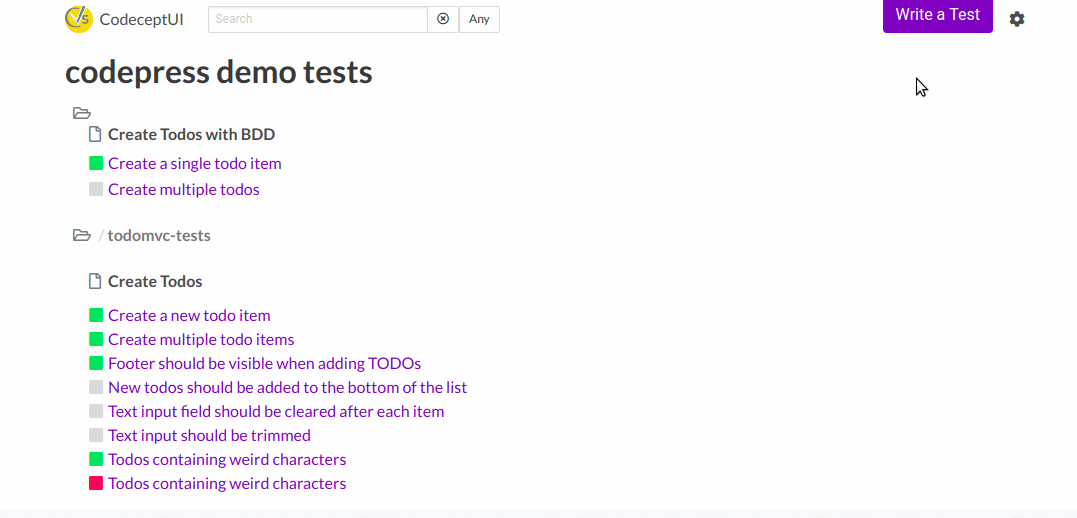 CodeceptUI Search Any Write a Test
codepress demo tests
Create Todos with BDD
Create a single todo item
Create multiple todos
/ todomvc-tests
Create Todos
Create a new todo item
Create multiple todo items
Footer should be visible when adding TODOs
New todos should be added to the bottom of the list
Text input field should be cleared after each item
Text input should be trimmed
Todos containing weird characters
Todos containing weird characters